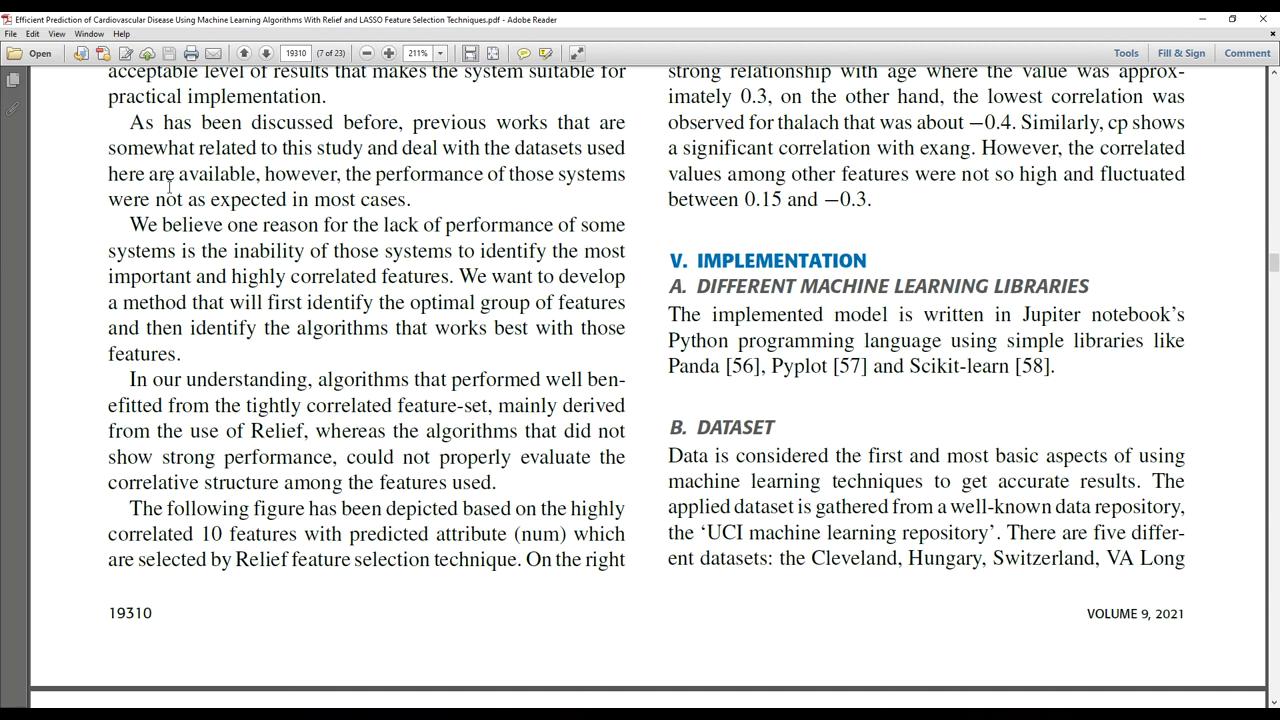 Efficient Prediction of Cardiovascular Disease Using Machine Learning Algorithms With Relief and LASSO Feature Selection Techniques.pdf - Adobe Reader
File Edit View Window Help
Open 19310 (7 of 23) 211% Tools Fill & Sign Comment
acceptable level of results that makes the system suitable for
practical implementation.
As has been discussed before, previous works that are
somewhat related to this study and deal with the datasets used
here are available, however, the performance of those systems
were not as expected in most cases.
We believe one reason for the lack of performance of some
systems is the inability of those systems to identify the most
important and highly correlated features. We want to develop
a method that will first identify the optimal group of features
and then identify the algorithms that works best with those
features.
In our understanding, algorithms that performed well ben-
efitted from the tightly correlated feature-set, mainly derived
from the use of Relief, whereas the algorithms that did not
show strong performance, could not properly evaluate the
correlative structure among the features used.
The following figure has been depicted based on the highly
correlated 10 features with predicted attribute (num) which
are selected by Relief feature selection technique. On the right
strong relationship with age where the value was approx-
imately 0.3, on the other hand, the lowest correlation was
observed for thalach that was about −0.4. Similarly, cp shows
a significant correlation with exang. However, the correlated
values among other features were not so high and fluctuated
between 0.15 and −0.3.
V. IMPLEMENTATION
A. DIFFERENT MACHINE LEARNING LIBRARIES
The implemented model is written in Jupiter notebook's
Python programming language using simple libraries like
Panda [56], Pyplot [57] and Scikit-learn [58].
B. DATASET
Data is considered the first and most basic aspects of using
machine learning techniques to get accurate results. The
applied dataset is gathered from a well-known data repository,
the 'UCI machine learning repository'. There are five differ-
ent datasets: the Cleveland, Hungary, Switzerland, VA Long
19310
VOLUME 9, 2021